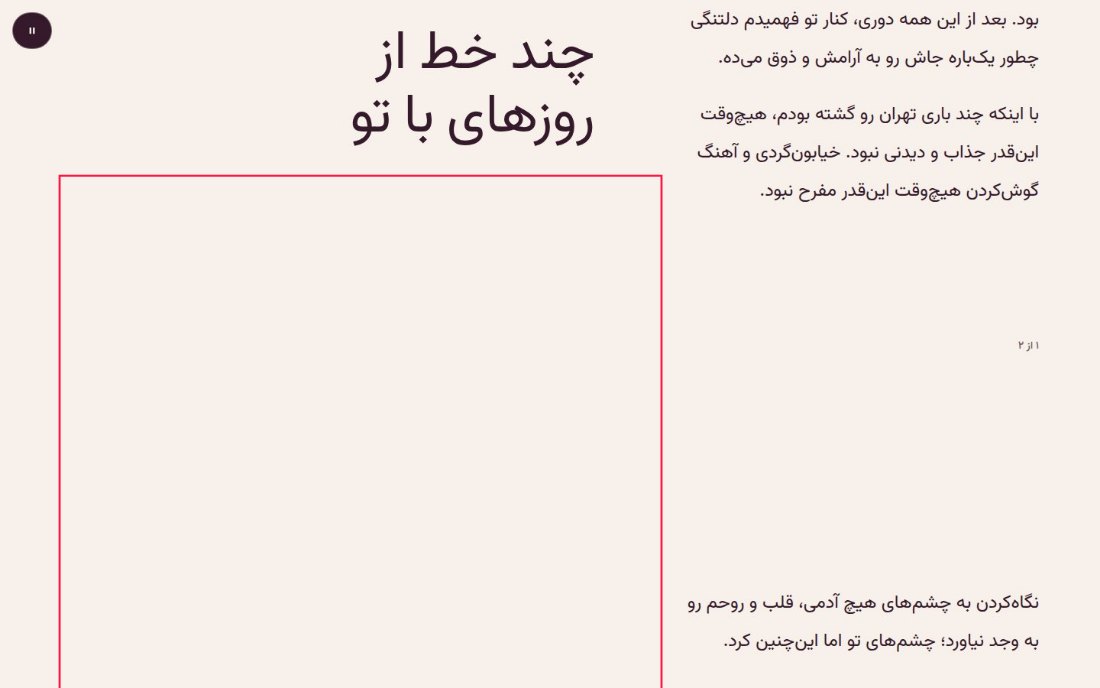 چند خط از
روزهای با تو
بود. بعد از این همه دوری، کنار تو فهمیدم دلتنگی
چطور یک‌باره جاش رو به آرامش و ذوق می‌ده.
با اینکه چند باری تهران رو گشته بودم، هیچ‌وقت
این‌قدر جذاب و دیدنی نبود. خیابون‌گردی و آهنگ
گوش‌کردن هیچ‌وقت این‌قدر مفرح نبود.
۱ از ۲
نگاه‌کردن به چشم‌های هیچ آدمی، قلب و روحم رو
به وجد نیاورد؛ چشم‌های تو اما این‌چنین کرد.